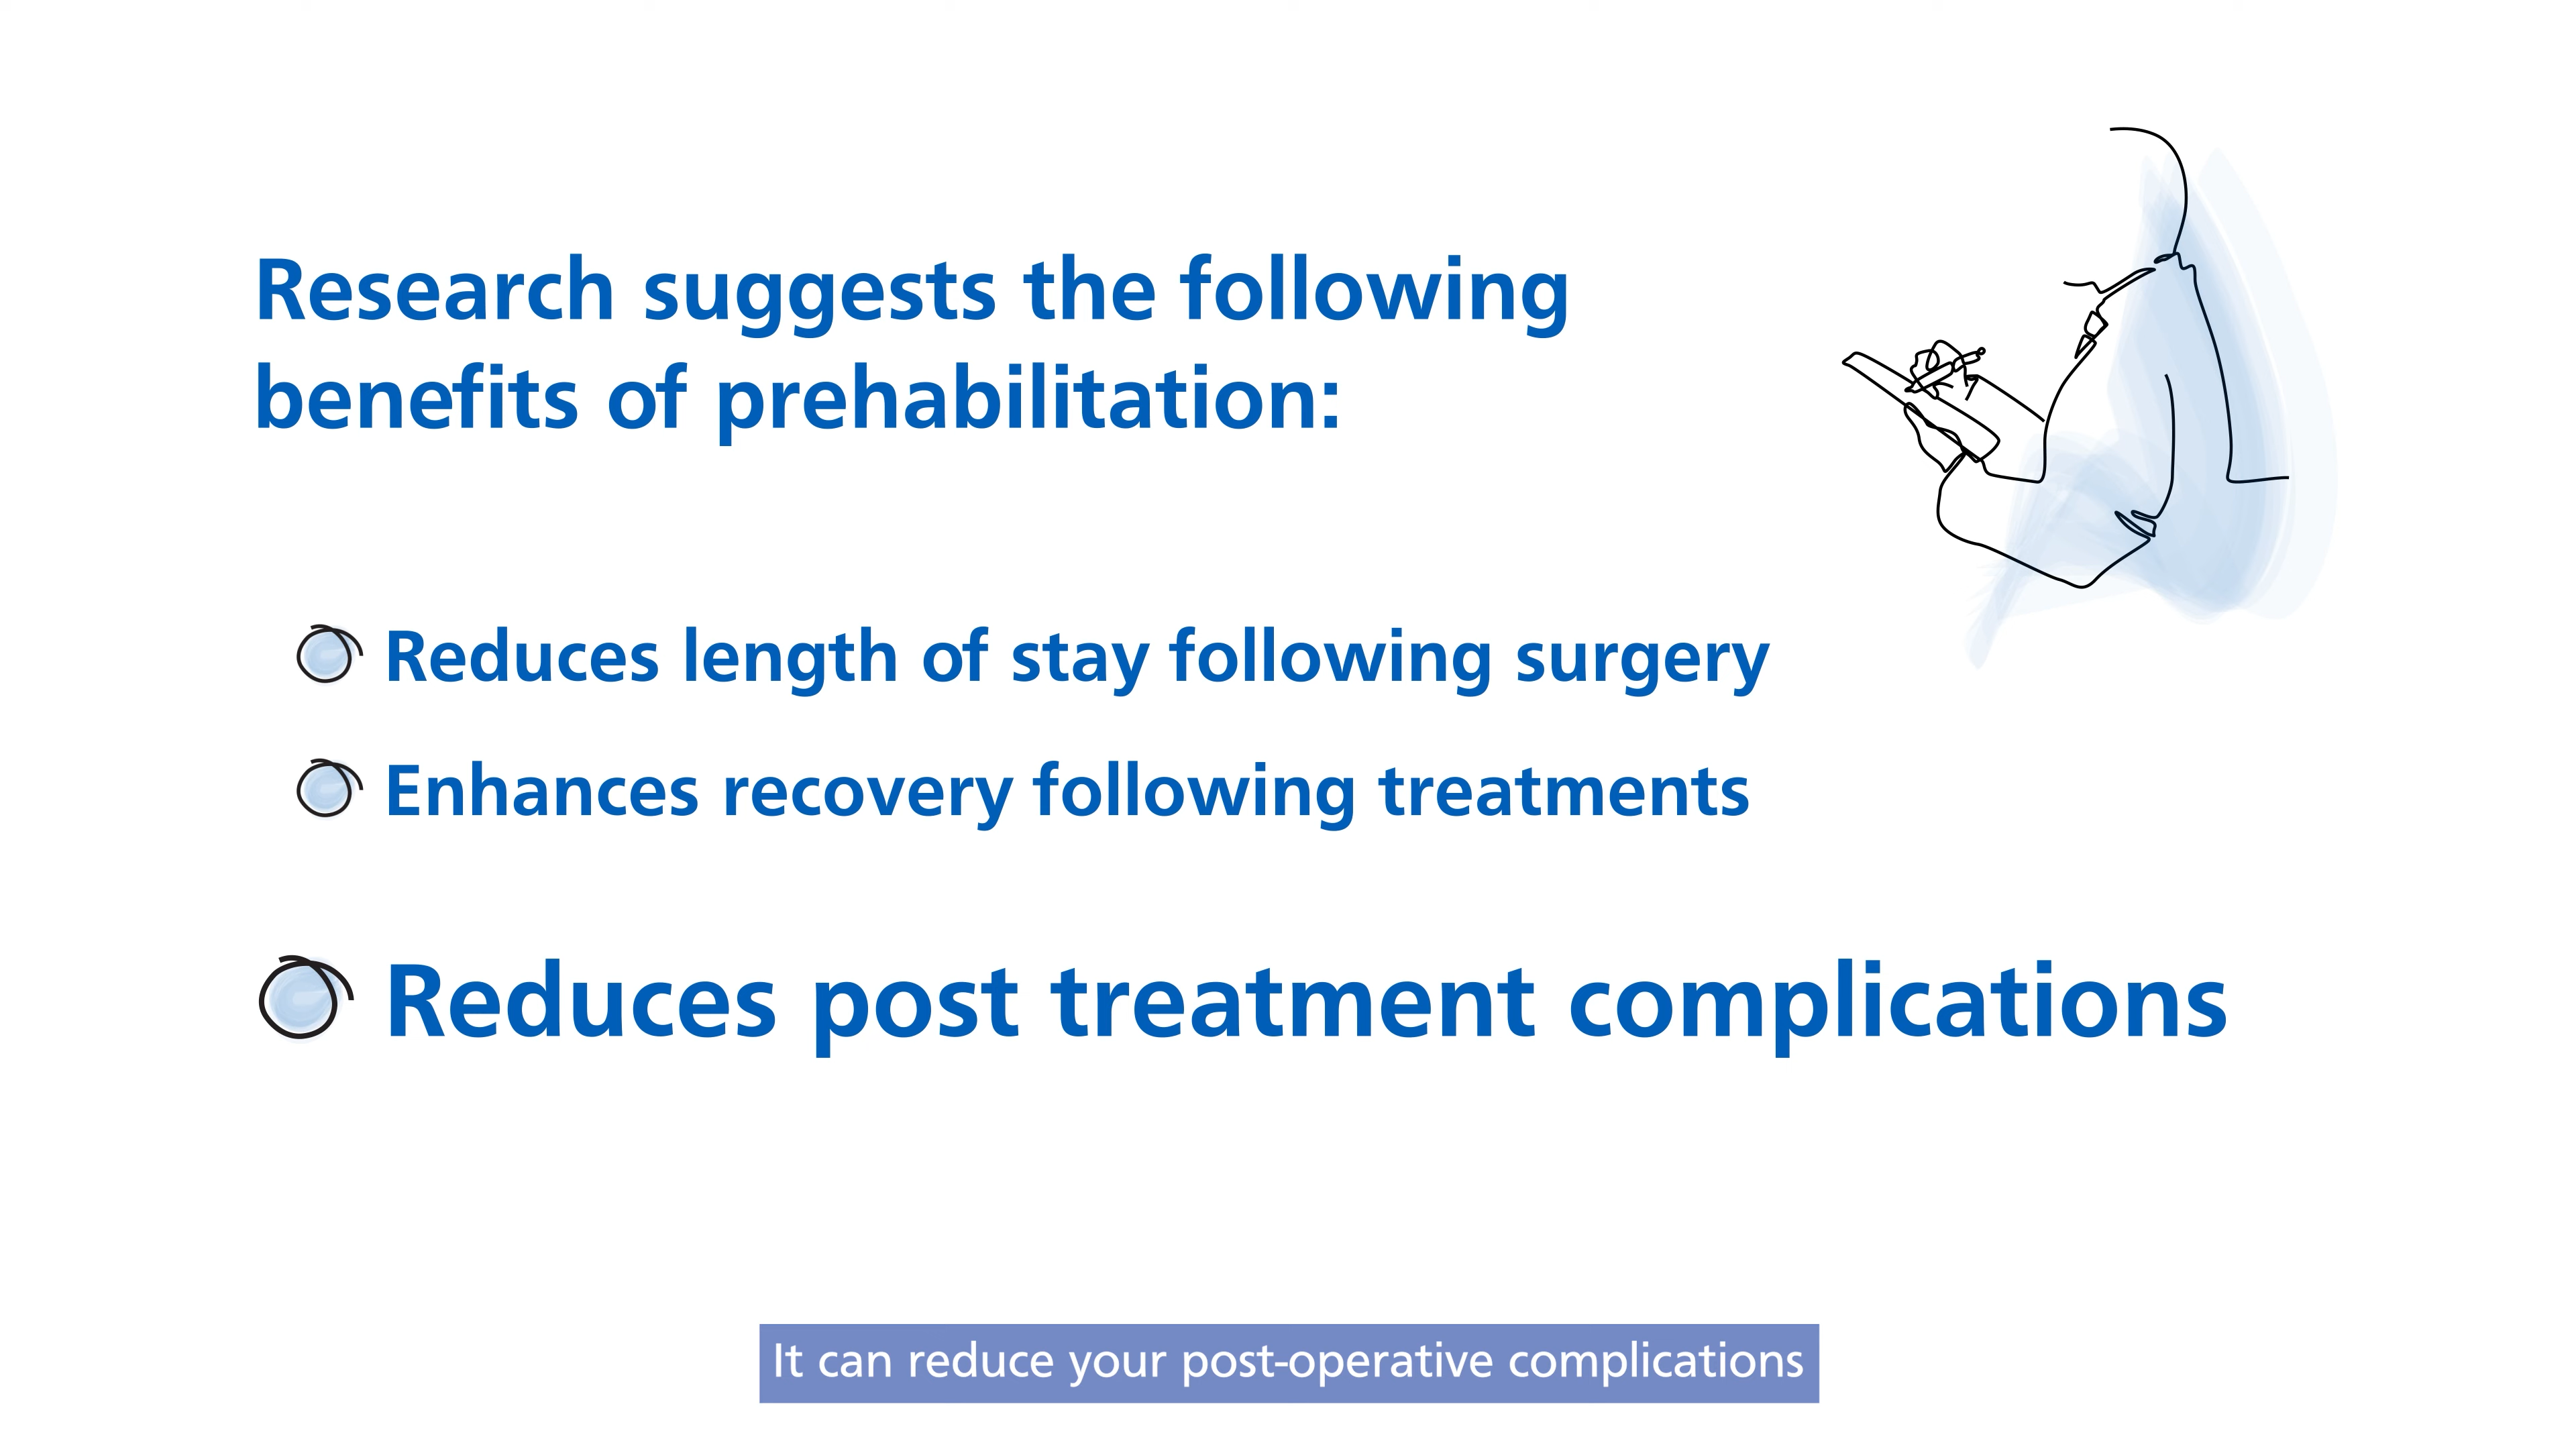 Research suggests the following
benefits of prehabilitation:
Reduces length of stay following surgery
Enhances recovery following treatments
Reduces post treatment complications
It can reduce your post-operative complications